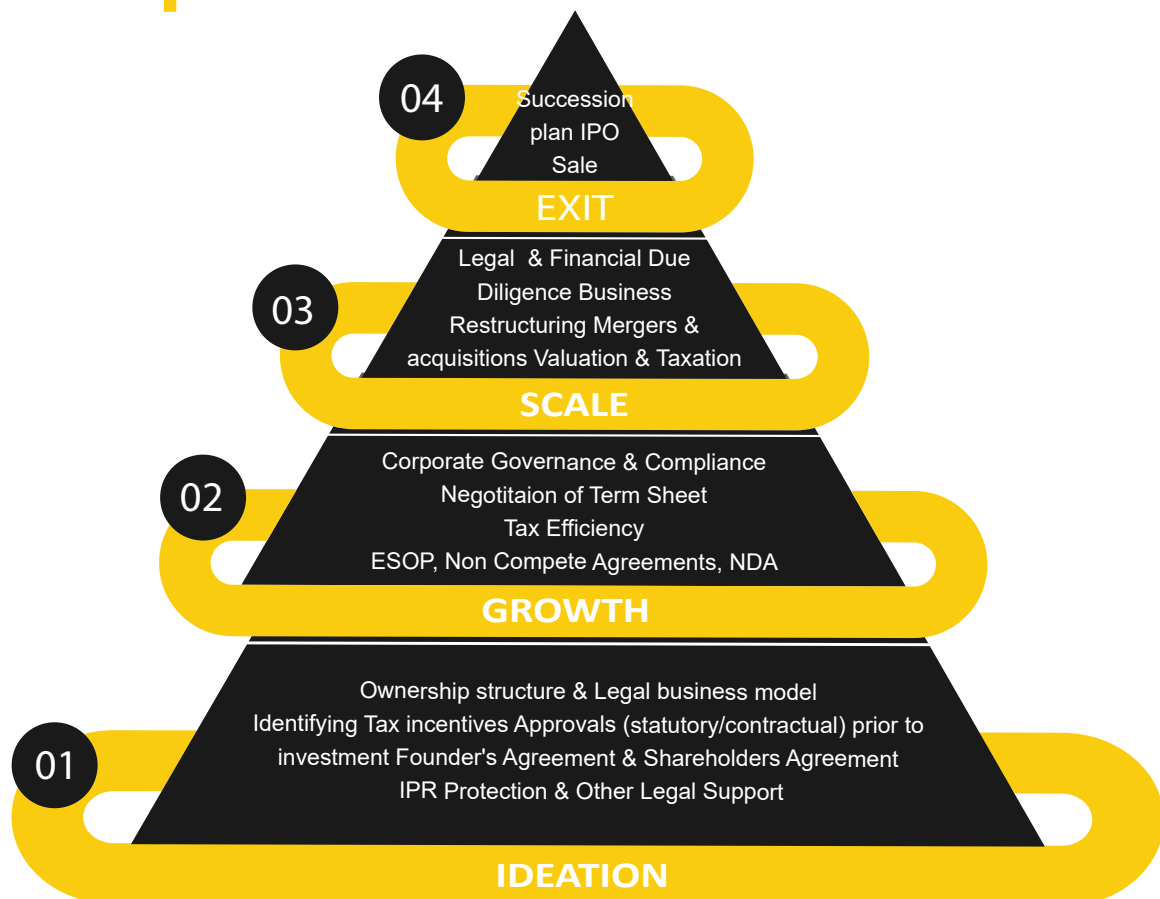 04
Succession
plan IPO
Sale
EXIT
03
Legal & Financial Due
Diligence Business
Restructuring Mergers &
acquisitions Valuation & Taxation
SCALE
02
Corporate Governance & Compliance
Negotitaion of Term Sheet
Tax Efficiency
ESOP, Non Compete Agreements, NDA
GROWTH
01
Ownership structure & Legal business model
Identifying Tax incentives Approvals (statutory/contractual) prior to
investment Founder's Agreement & Shareholders Agreement
IPR Protection & Other Legal Support
IDEATION